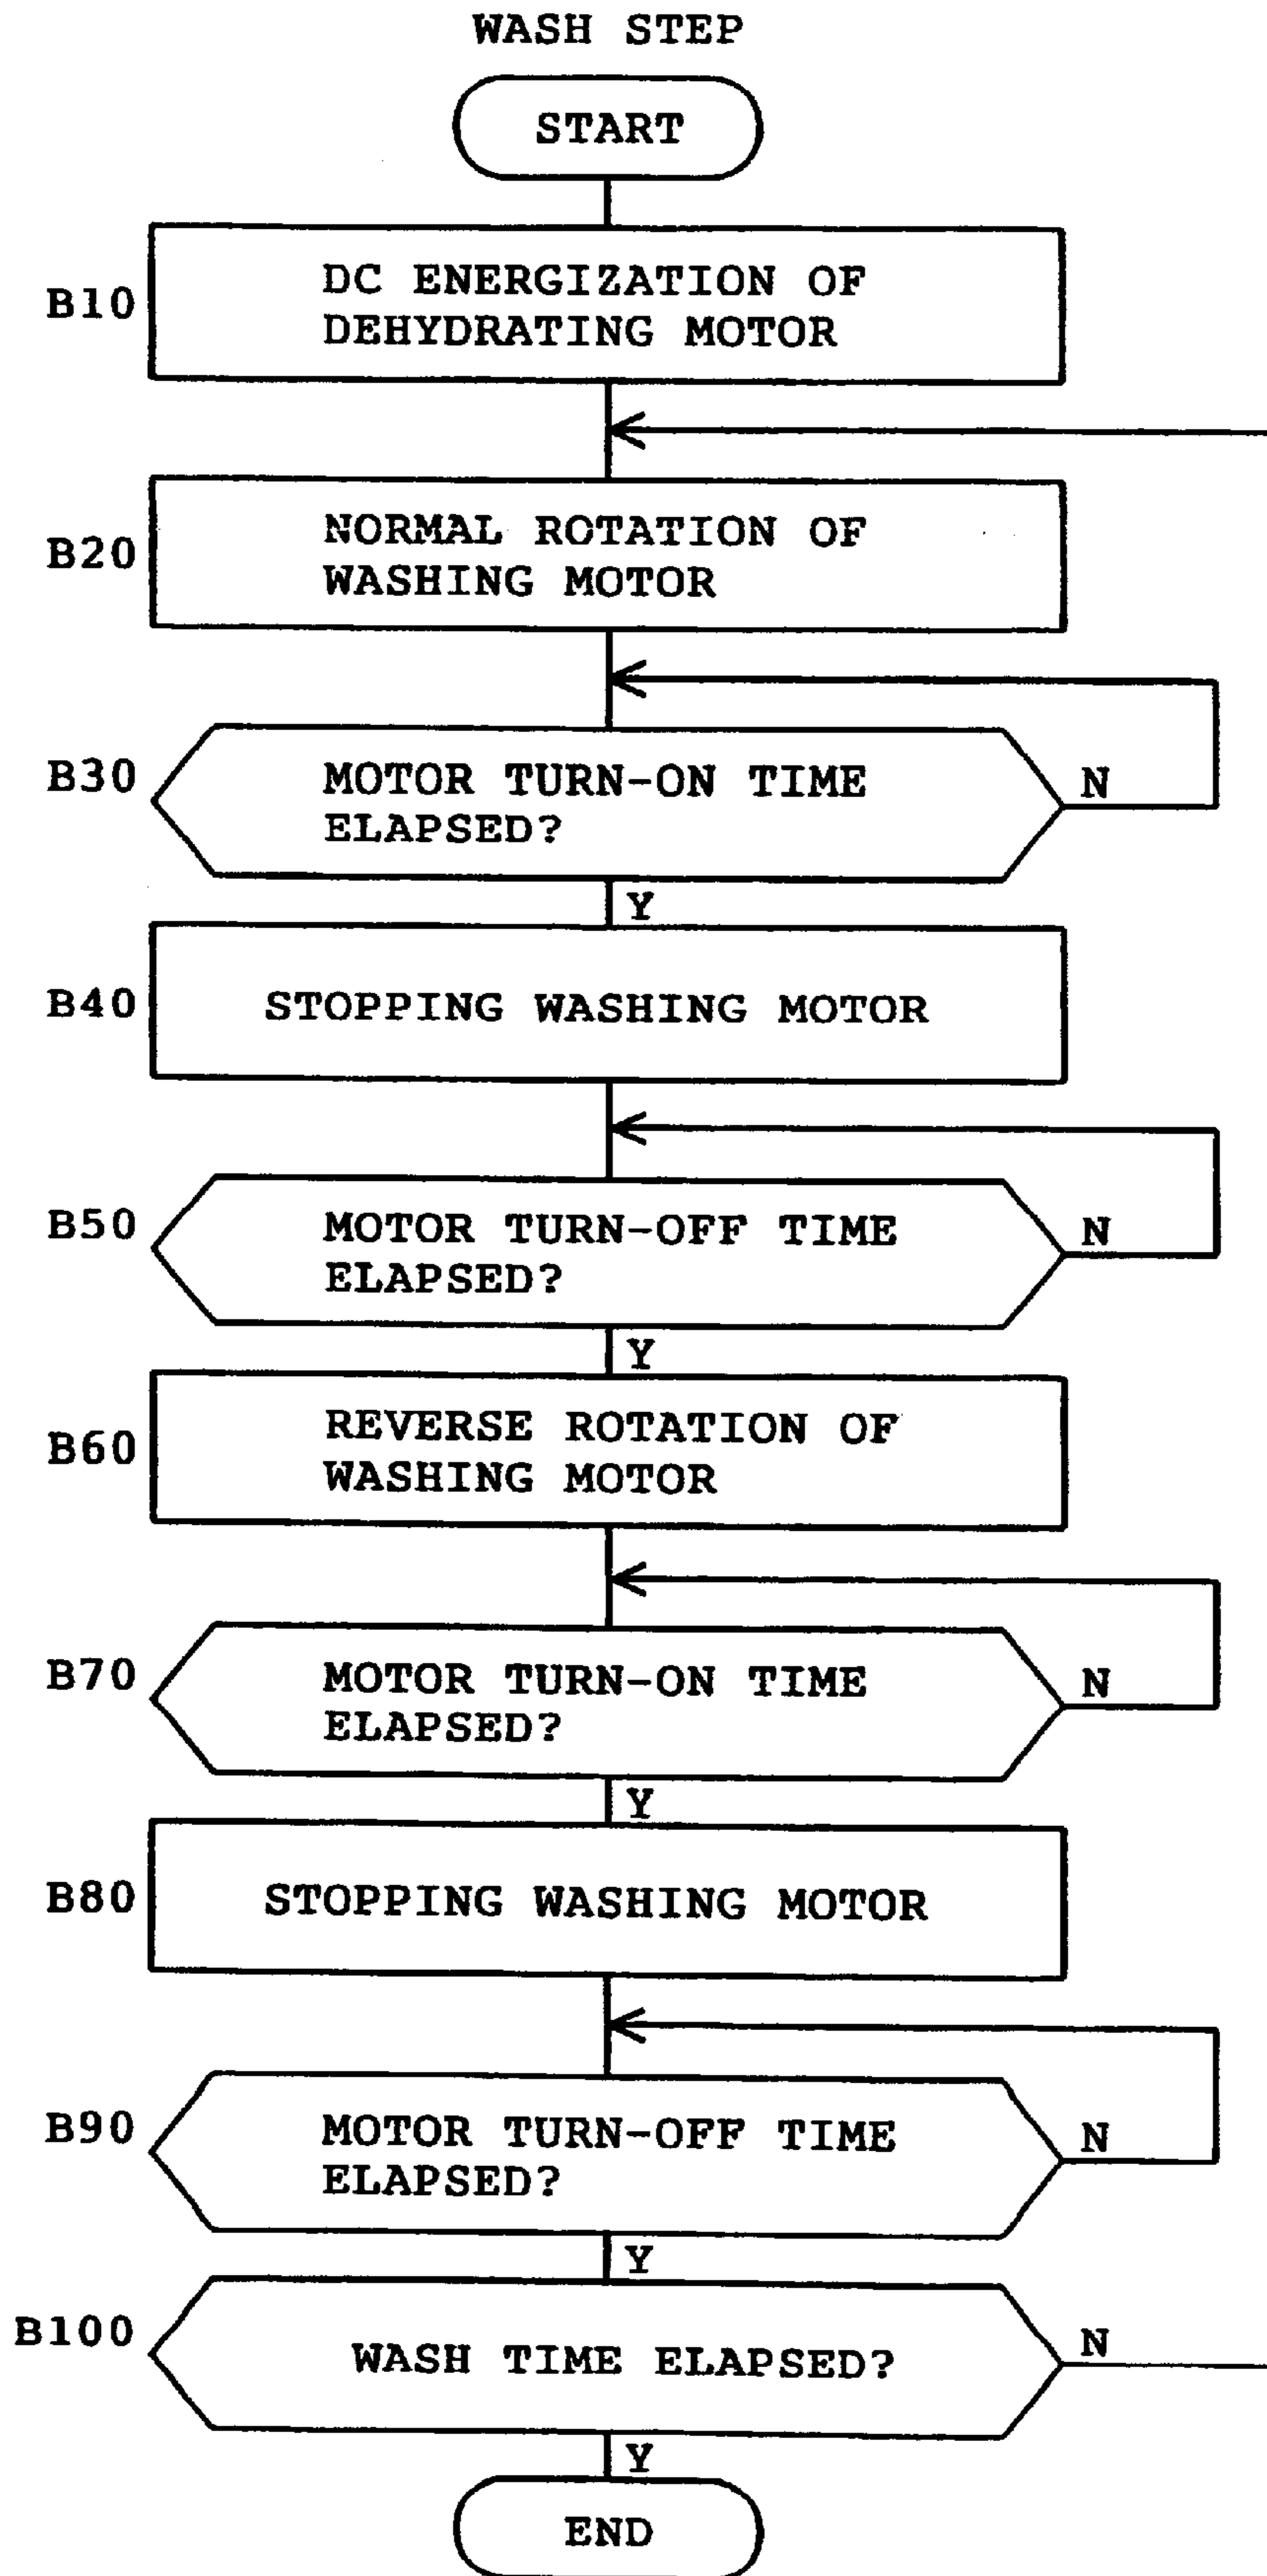 WASH STEP
START
B10
DC ENERGIZATION OF
DEHYDRATING MOTOR
B20
NORMAL ROTATION OF
WASHING MOTOR
B30
MOTOR TURN-ON TIME
ELAPSED?
N
Y
B40
STOPPING WASHING MOTOR
B50
MOTOR TURN-OFF TIME
ELAPSED?
N
Y
B60
REVERSE ROTATION OF
WASHING MOTOR
B70
MOTOR TURN-ON TIME
ELAPSED?
N
Y
B80
STOPPING WASHING MOTOR
B90
MOTOR TURN-OFF TIME
ELAPSED?
N
Y
B100
WASH TIME ELAPSED?
N
Y
END